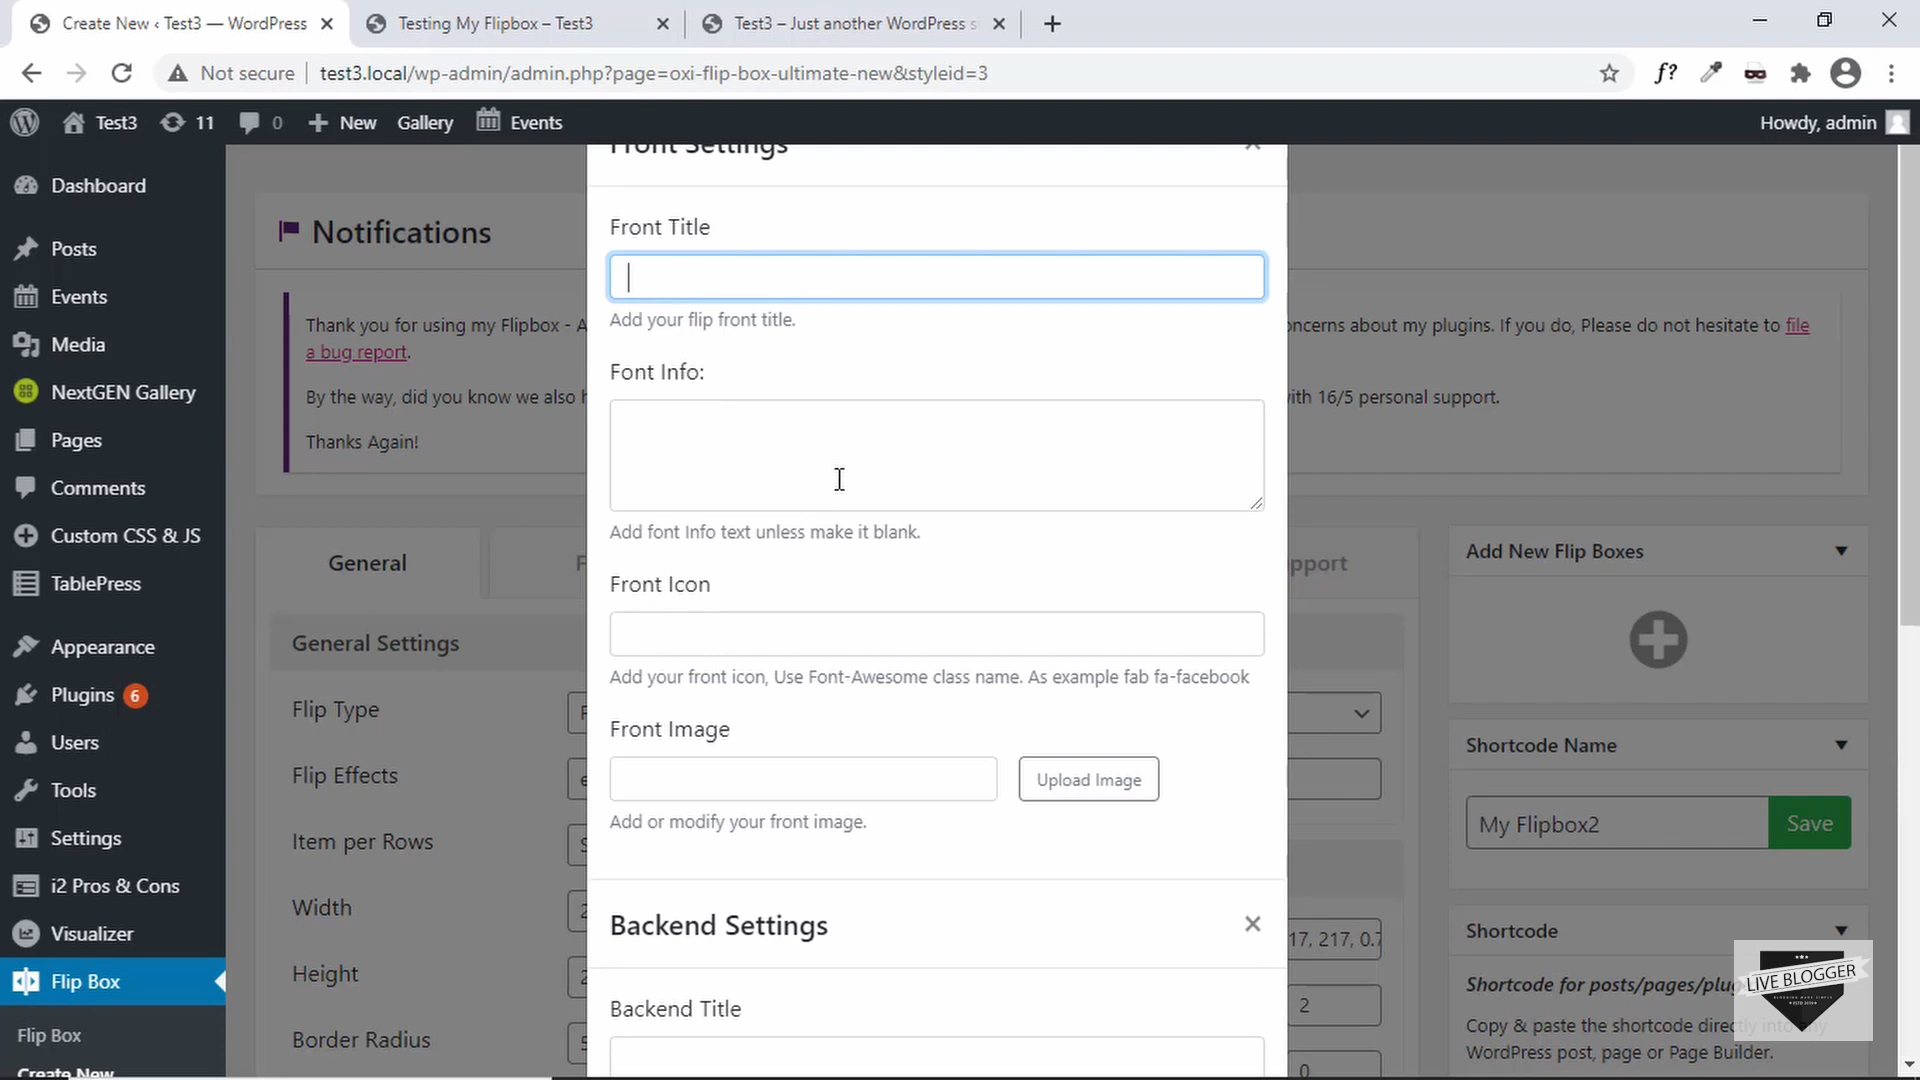 Create New ‹ Test3 — WordPress
Testing My Flipbox – Test3
Test3 – Just another WordPress s
Not secure
test3.local/wp-admin/admin.php?page=oxi-flip-box-ultimate-new&styleid=3
f?
Test3
11
0
New
Gallery
Events
Howdy, admin
Dashboard
Posts
Events
Media
NextGEN Gallery
Pages
Comments
Custom CSS & JS
TablePress
Appearance
Plugins 6
Users
Tools
Settings
i2 Pros & Cons
Visualizer
Flip Box
Flip Box
Create New
Notifications
Thank you for using my Flipbox - A
ncerns about my plugins. If you do, Please do not hesitate to file
a bug report.
By the way, did you know we also h
ith 16/5 personal support.
Thanks Again!
General
F
pport
General Settings
Flip Type
Flip Effects
Item per Rows
Width
Height
Border Radius
17, 217, 0.7
2
0
Front Settings
Front Title
Add your flip front title.
Font Info:
Add font Info text unless make it blank.
Front Icon
Add your front icon, Use Font-Awesome class name. As example fab fa-facebook
Front Image
Upload Image
Add or modify your front image.
Backend Settings
Backend Title
Add New Flip Boxes
Shortcode Name
My Flipbox2
Save
Shortcode
Shortcode for posts/pages/plug
Copy & paste the shortcode directly into any
WordPress post, page or Page Builder.
LIVE BLOGGER